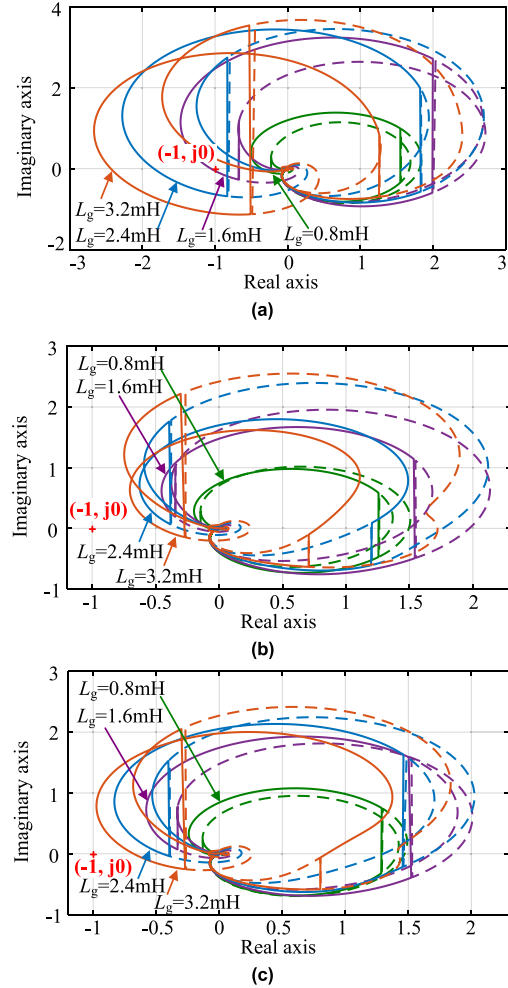 4
2
0
-2
Imaginary axis
(-1, j0)
Lg=3.2mH
Lg=2.4mH
Lg=1.6mH
Lg=0.8mH
-3 -2 -1 0 1 2 3
Real axis
(a)
3
2
1
0
-1
Imaginary axis
Lg=0.8mH
Lg=1.6mH
(-1, j0)
Lg=2.4mH
Lg=3.2mH
-1 -0.5 0 0.5 1 1.5 2
Real axis
(b)
3
2
1
0
-1
Imaginary axis
Lg=0.8mH
Lg=1.6mH
(-1, j0)
Lg=2.4mH
Lg=3.2mH
-1 -0.5 0 0.5 1 1.5 2
Real axis
(c)